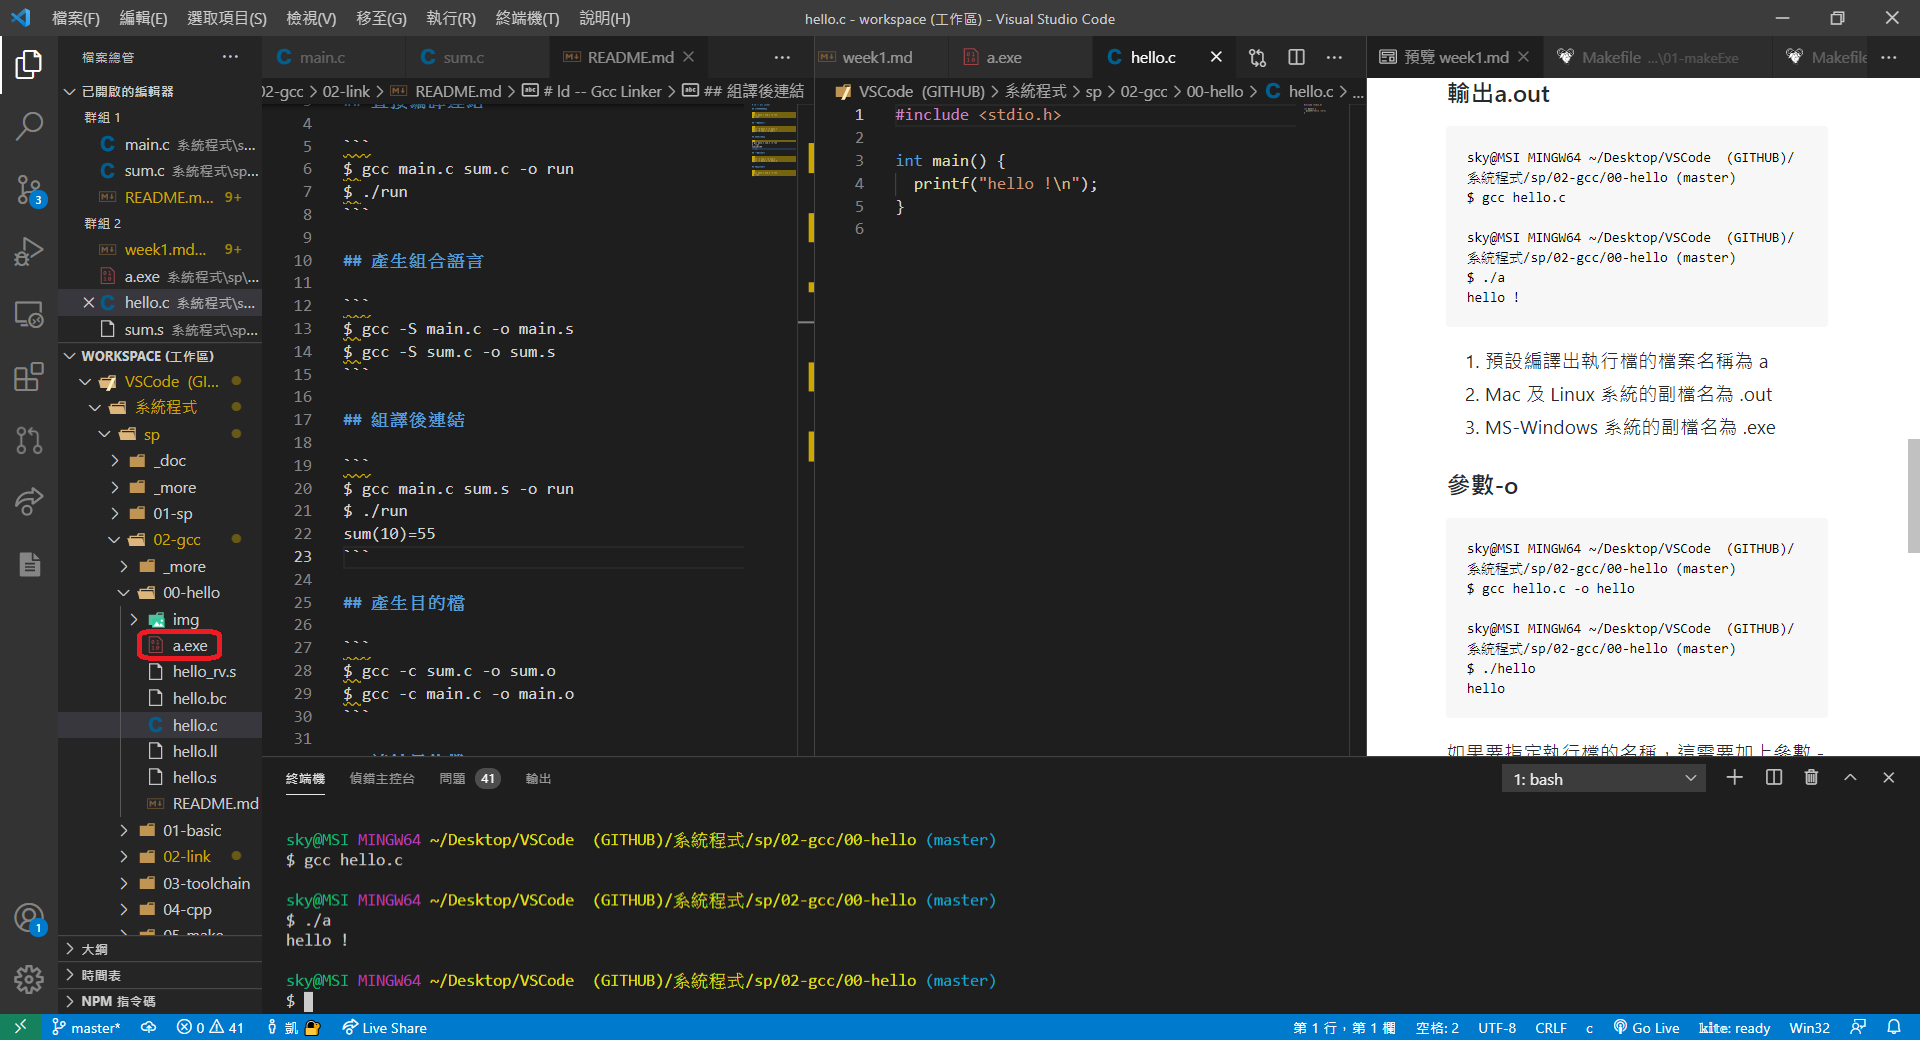 檔案(F) 編輯(E) 選取項目(S) 檢視(V) 移至(G) 執行(R) 終端機(T) 說明(H)
hello.c - workspace (工作區) - Visual Studio Code
檔案總管
已開啟的編輯器
群組 1
main.c 系統程式\s...
sum.c 系統程式\sp...
README.m... 9+
群組 2
week1.md... 9+
a.exe 系統程式\sp\...
hello.c 系統程式\s...
sum.s 系統程式\sp...
WORKSPACE (工作區)
VSCode (GI...
系統程式
sp
_doc
_more
01-sp
02-gcc
_more
00-hello
img
a.exe
hello_rv.s
hello.bc
hello.c
hello.ll
hello.s
README.md
01-basic
02-link
03-toolchain
04-cpp
05-make
大綱
時間表
NPM 指令碼
3
1
main.c
sum.c
README.md
02-gcc > 02-link > README.md > # ld -- Gcc Linker > ## 組譯後連結
## 直接編譯連結
4
5 ```
6 $ gcc main.c sum.c -o run
7 $ ./run
8 ```
9
10 ## 產生組合語言
11
12 ```
13 $ gcc -S main.c -o main.s
14 $ gcc -S sum.c -o sum.s
15 ```
16
17 ## 組譯後連結
18
19 ```
20 $ gcc main.c sum.s -o run
21 $ ./run
22 sum(10)=55
23 ```
24
25 ## 產生目的檔
26
27 ```
28 $ gcc -c sum.c -o sum.o
29 $ gcc -c main.c -o main.o
30 ```
31
week1.md
a.exe
hello.c
VSCode (GITHUB) > 系統程式 > sp > 02-gcc > 00-hello > hello.c > ...
1 #include <stdio.h>
2
3 int main() {
4 printf("hello !\n");
5 }
6
預覽 week1.md
Makefile ...\01-makeExe
Makefile
輸出a.out
sky@MSI MINGW64 ~/Desktop/VSCode (GITHUB)/
系統程式/sp/02-gcc/00-hello (master)
$ gcc hello.c
sky@MSI MINGW64 ~/Desktop/VSCode (GITHUB)/
系統程式/sp/02-gcc/00-hello (master)
$ ./a
hello !
1. 預設編譯出執行檔的檔案名稱為 a
2. Mac 及 Linux 系統的副檔名為 .out
3. MS-Windows 系統的副檔名為 .exe
參數-o
sky@MSI MINGW64 ~/Desktop/VSCode (GITHUB)/
系統程式/sp/02-gcc/00-hello (master)
$ gcc hello.c -o hello
sky@MSI MINGW64 ~/Desktop/VSCode (GITHUB)/
系統程式/sp/02-gcc/00-hello (master)
$ ./hello
hello
如果要指定執行檔的名稱，這需要加上參數 -
終端機 偵錯主控台 問題 41 輸出
1: bash
sky@MSI MINGW64 ~/Desktop/VSCode (GITHUB)/系統程式/sp/02-gcc/00-hello (master)
$ gcc hello.c
sky@MSI MINGW64 ~/Desktop/VSCode (GITHUB)/系統程式/sp/02-gcc/00-hello (master)
$ ./a
hello !
sky@MSI MINGW64 ~/Desktop/VSCode (GITHUB)/系統程式/sp/02-gcc/00-hello (master)
$
master* 0 41 凱 Live Share
第 1 行，第 1 欄 空格: 2 UTF-8 CRLF c Go Live kite: ready Win32